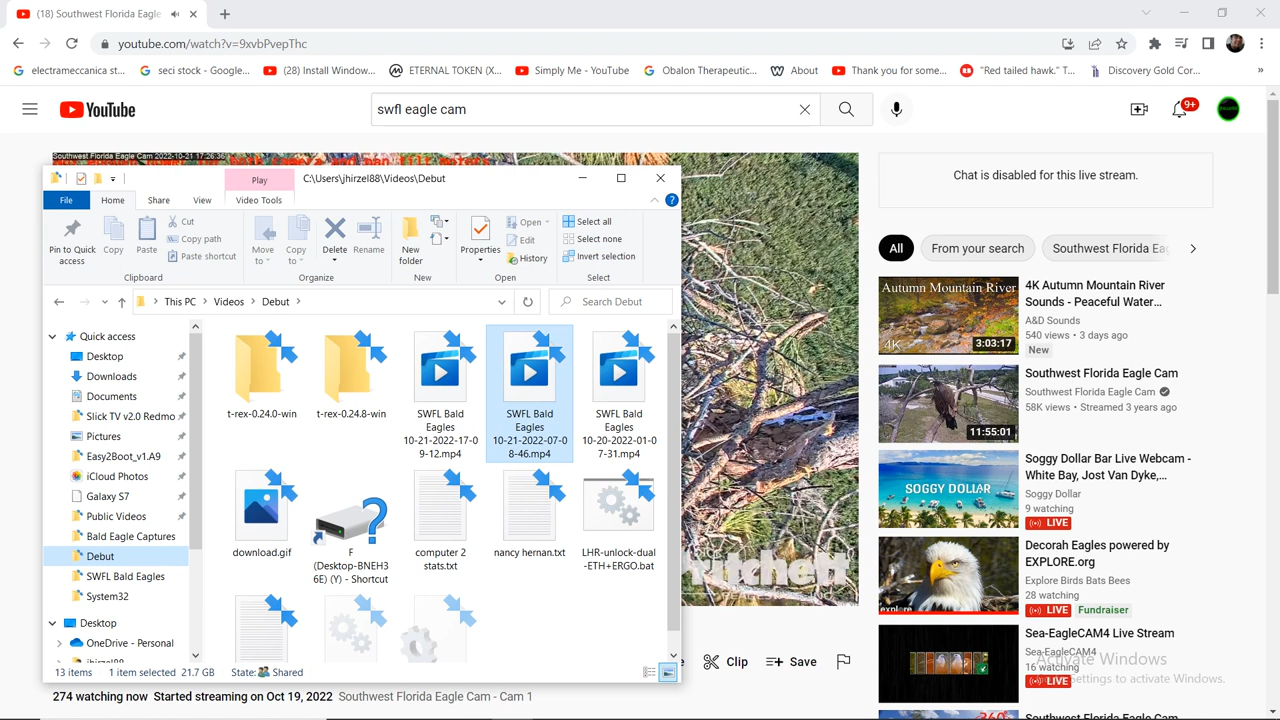 (18) Southwest Florida Eagle
youtube.com/watch?v=9xvbPvepThc
electrameccanica st...
seci stock - Google...
(28) Install Window...
ETERNAL TOKEN (X...
Simply Me - YouTube
Obalon Therapeutic...
About
Thank you for some...
"Red tailed hawk." T...
Discovery Gold Cor...
»
YouTube
swfl eagle cam
9+
Southwest Florida Eagle Cam 2022-10-21 17:26:36
Play
C:\Users\jhirzel88\Videos\Debut
File
Home
Share
View
Video Tools
Pin to Quick
access
Copy
Paste
Cut
Copy path
Paste shortcut
Clipboard
Move
to
Copy
to
Delete
Rename
Organize
New
folder
New
Properties
Open
Edit
History
Open
Select all
Select none
Invert selection
Select
This PC
Videos
Debut
Search Debut
Quick access
Desktop
Downloads
Documents
Slick TV v2.0 Redmo
Pictures
Easy2Boot_v1.A9
iCloud Photos
Galaxy S7
Public Videos
Bald Eagle Captures
Debut
SWFL Bald Eagles
System32
Desktop
OneDrive - Personal
t-rex-0.24.0-win
SWFL Bald
Eagles
10-21-2022-17-0
9-12.mp4
SWFL Bald
Eagles
10-21-2022-01-0
8-46.mp4
SWFL Bald
Eagles
10-20-2022-01-0
7-31.mp4
download.gif
F
(Desktop-BFH3
6E) (Y) - Shortcut
computer 2
stats.txt
nancy hernan.txt
LHR-unlock-dual
-ETH+ERGO.bat
13 items
1 item selected
21.7 GB
State:
Shared
Clip
Save
274 watching now Started streaming on Oct 19, 2022 Southwest Florida Eagle Cam - Cam 1
Chat is disabled for this live stream.
All
From your search
Southwest Florida Eag
Autumn Mountain River
4K
3:03:17
4K Autumn Mountain River
Sounds - Peaceful Water...
A&D Sounds
540 views • 3 days ago
New
11:55:01
Southwest Florida Eagle Cam
Southwest Florida Eagle Cam
58K views • Streamed 3 years ago
SOGGY DOLLAR
Soggy Dollar Bar Live Webcam -
White Bay, Jost Van Dyke,...
Soggy Dollar
9 watching
LIVE
explore
Decorah Eagles powered by
EXPLORE.org
Explore Birds Bats Bees
28 watching
LIVE
Fundraiser
Sea-EagleCAM4 Live Stream
Sea-EagleCAM4
16 watching
LIVE
Activate Windows
Settings to activate Windows.
360°
Southwest Florida Eagle Cam